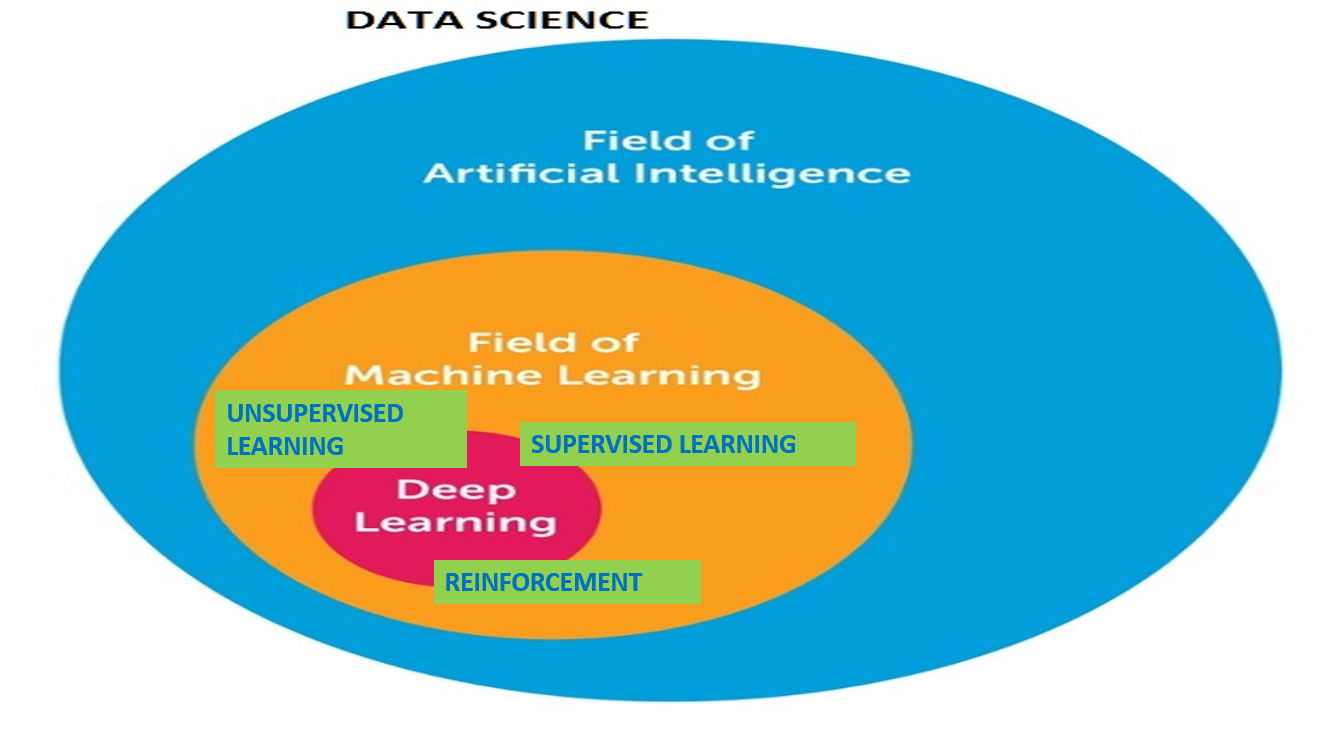 DATA SCIENCE
Field of
Artificial Intelligence
Field of
Machine Learning
UNSUPERVISED
LEARNING
SUPERVISED LEARNING
Deep
Learning
REINFORCEMENT